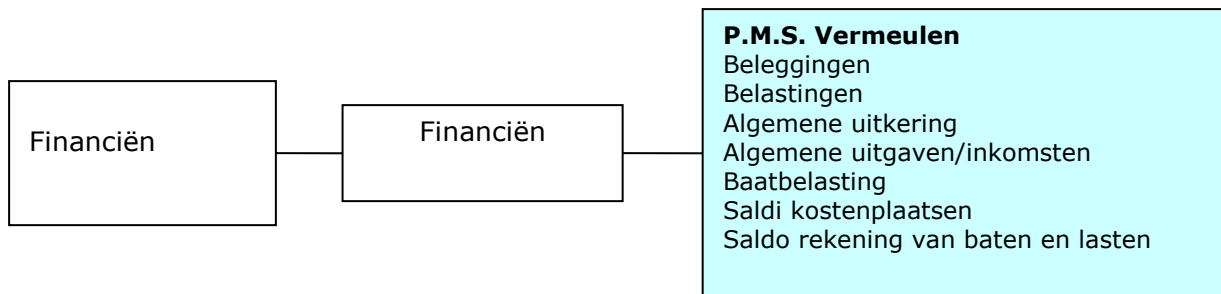 Financiën
Financiën
P.M.S. Vermeulen
Beleggingen
Belastingen
Algemene uitkering
Algemene uitgaven/inkomsten
Baatbelasting
Saldi kostenplaatsen
Saldo rekening van baten en lasten